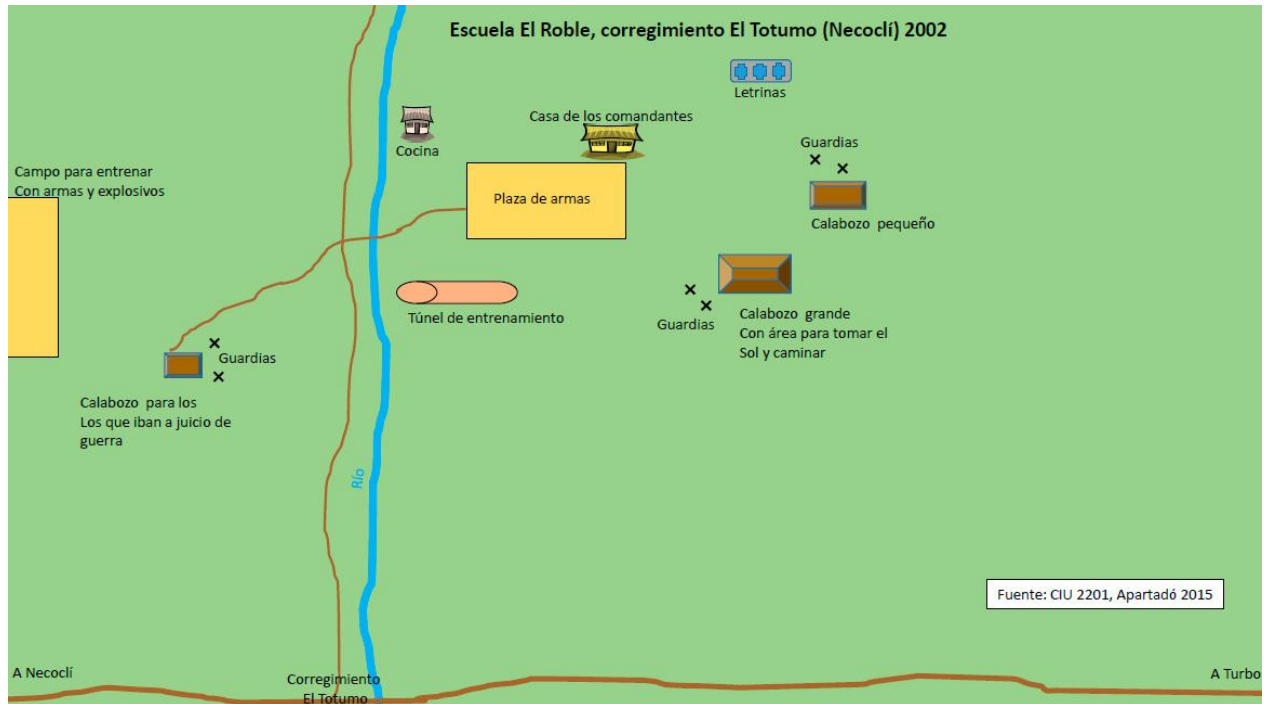 Escuela El Roble, corregimiento El Totumo (Necoclí) 2002
Letrinas
Casa de los comandantes
Cocina
Guardias
Campo para entrenar
Con armas y explosivos
Plaza de armas
Calabozo pequeño
Túnel de entrenamiento
Guardias
Calabozo grande
Con área para tomar el
Sol y caminar
Guardias
Calabozo para los
Los que iban a juicio de
guerra
Río
Fuente: CIU 2201, Apartadó 2015
A Necoclí
Corregimiento
El Totumo
A Turbo